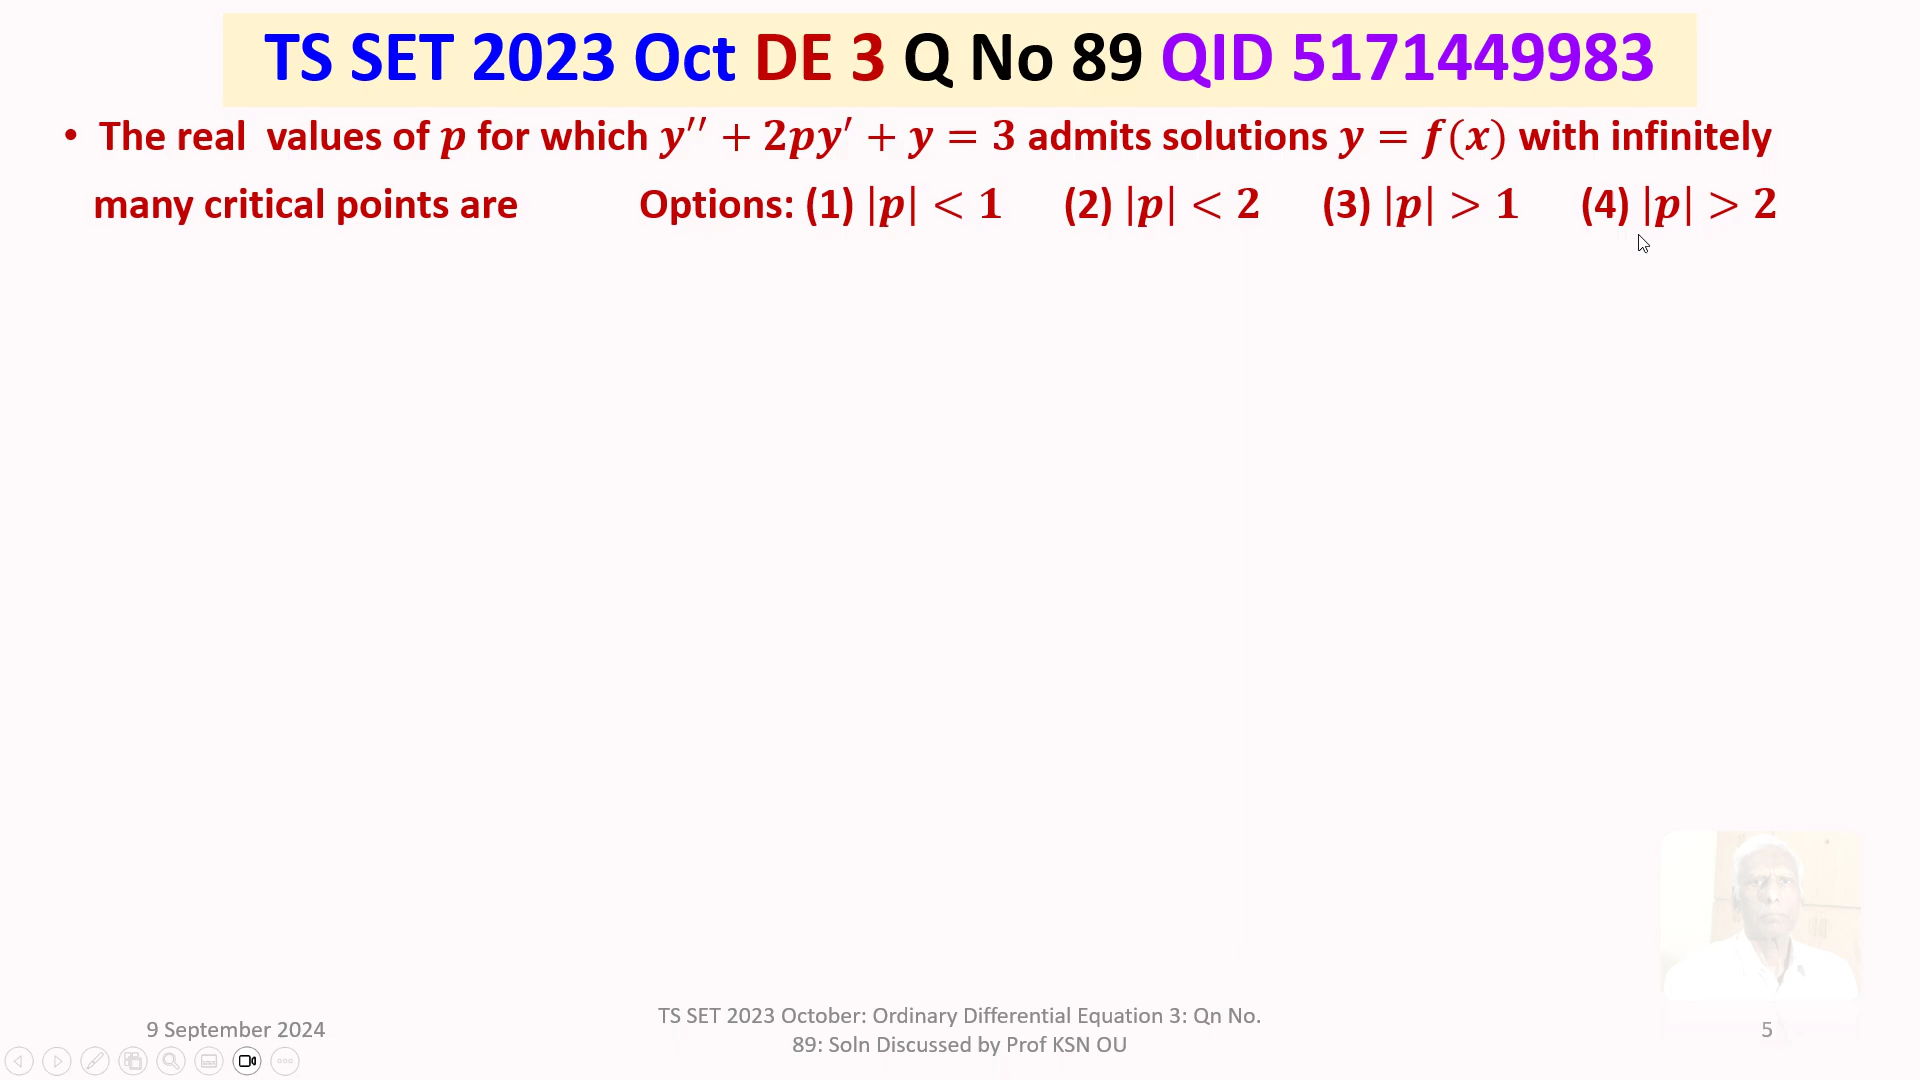 TS SET 2023 Oct DE 3 Q No 89 QID 5171449983
• The real values of p for which y′′ + 2py′ + y = 3 admits solutions y = f(x) with infinitely
many critical points are Options: (1) |p| < 1 (2) |p| < 2 (3) |p| > 1 (4) |p| > 2
9 September 2024
TS SET 2023 October: Ordinary Differential Equation 3: Qn No.
89: Soln Discussed by Prof KSN OU
5